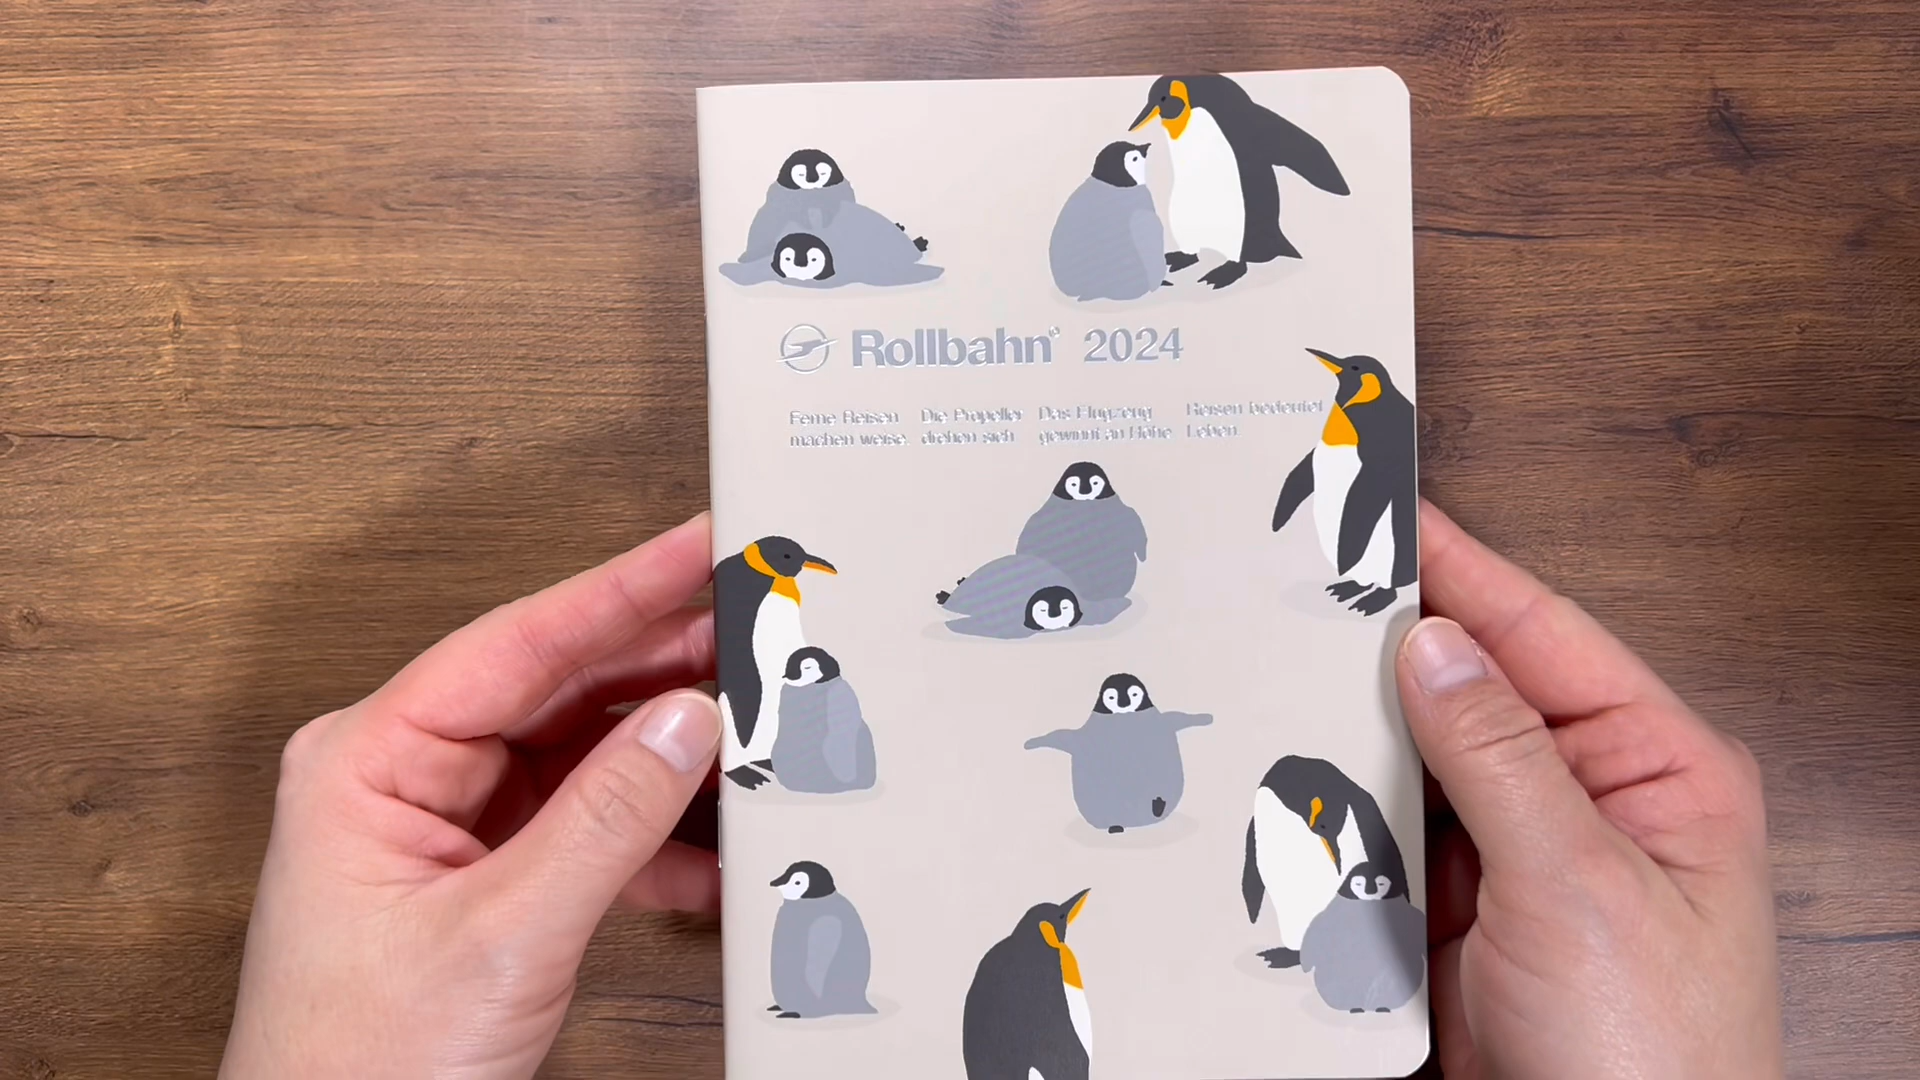 Rollbahn® 2024
Ferne Reisen machen weise.
Die Propeller drehen sich
Das Flugzeug gewinnt an Höhe
Reisen bedeutet Leben.